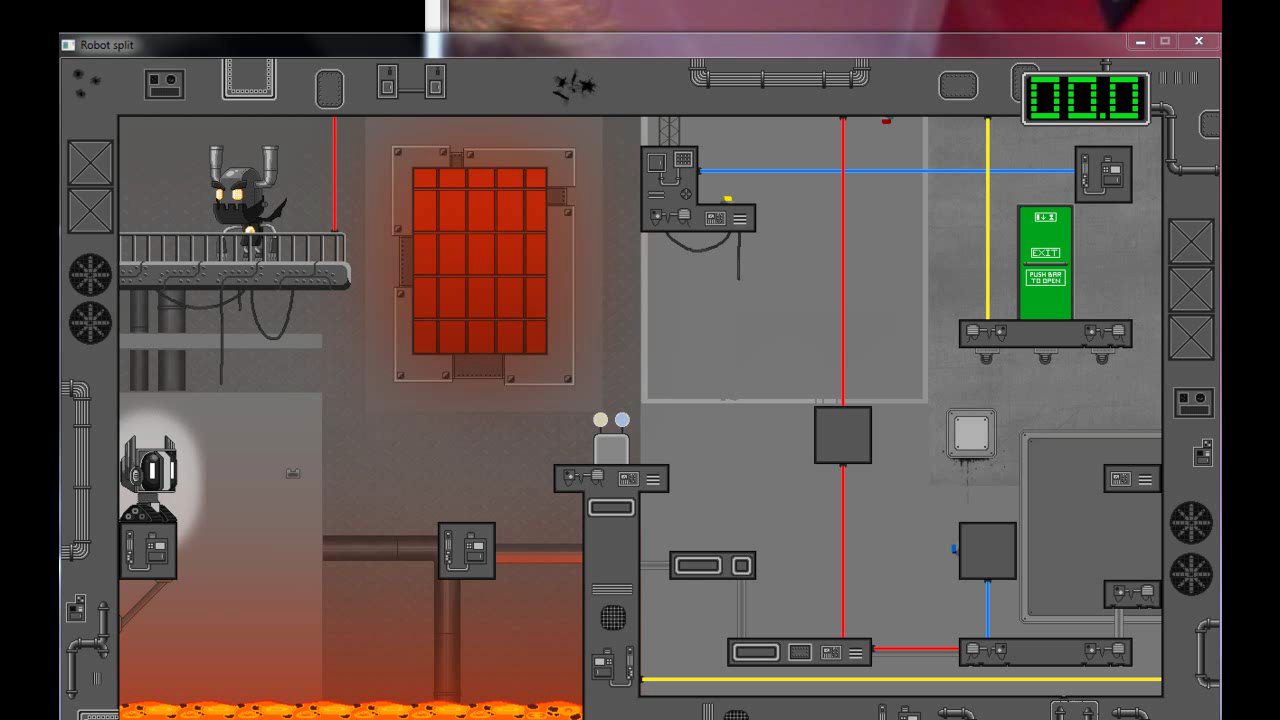 Robot split
00.0
EXIT
PUSH BAR
TO OPEN